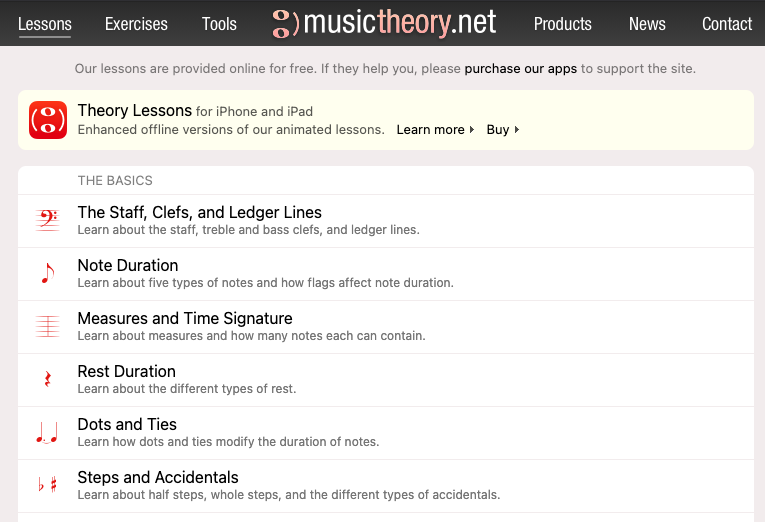 Lessons Exercises Tools musictheory.net Products News Contact
Our lessons are provided online for free. If they help you, please purchase our apps to support the site.
Theory Lessons for iPhone and iPad
Enhanced offline versions of our animated lessons. Learn more Buy
THE BASICS
The Staff, Clefs, and Ledger Lines
Learn about the staff, treble and bass clefs, and ledger lines.
Note Duration
Learn about five types of notes and how flags affect note duration.
Measures and Time Signature
Learn about measures and how many notes each can contain.
Rest Duration
Learn about the different types of rest.
Dots and Ties
Learn how dots and ties modify the duration of notes.
Steps and Accidentals
Learn about half steps, whole steps, and the different types of accidentals.